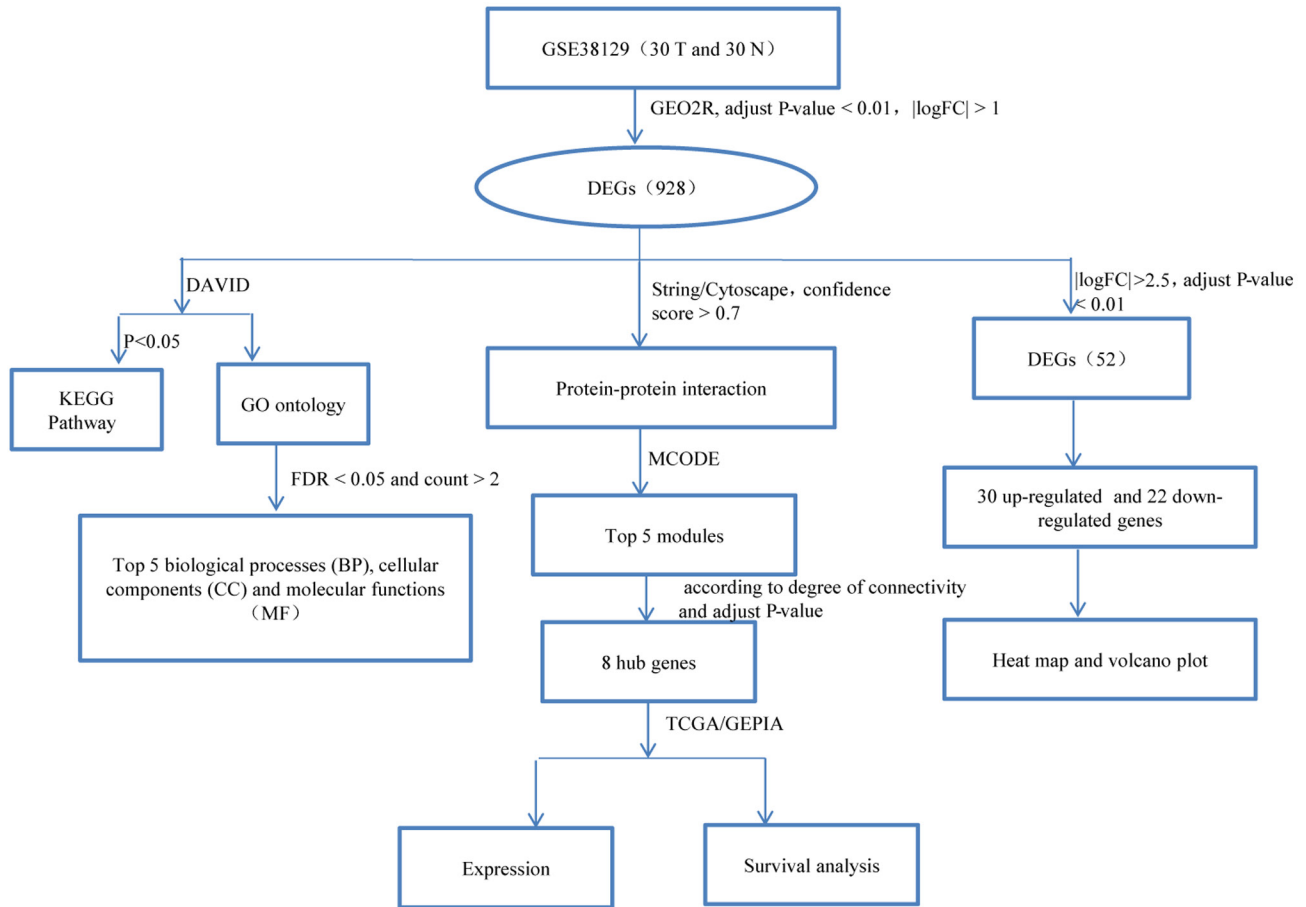 GSE38129（30 T and 30 N）
GEO2R, adjust P-value < 0.01，|logFC| > 1
DEGs（928）
DAVID
String/Cytoscape，confidence
score > 0.7
|logFC|>2.5，adjust P-value
< 0.01
P<0.05
KEGG
Pathway
GO ontology
Protein-protein interaction
DEGs（52）
FDR < 0.05 and count > 2
MCODE
Top 5 biological processes (BP), cellular
components (CC) and molecular functions
（MF）
Top 5 modules
30 up-regulated and 22 down-
regulated genes
according to degree of connectivity
and adjust P-value
8 hub genes
Heat map and volcano plot
TCGA/GEPIA
Expression
Survival analysis